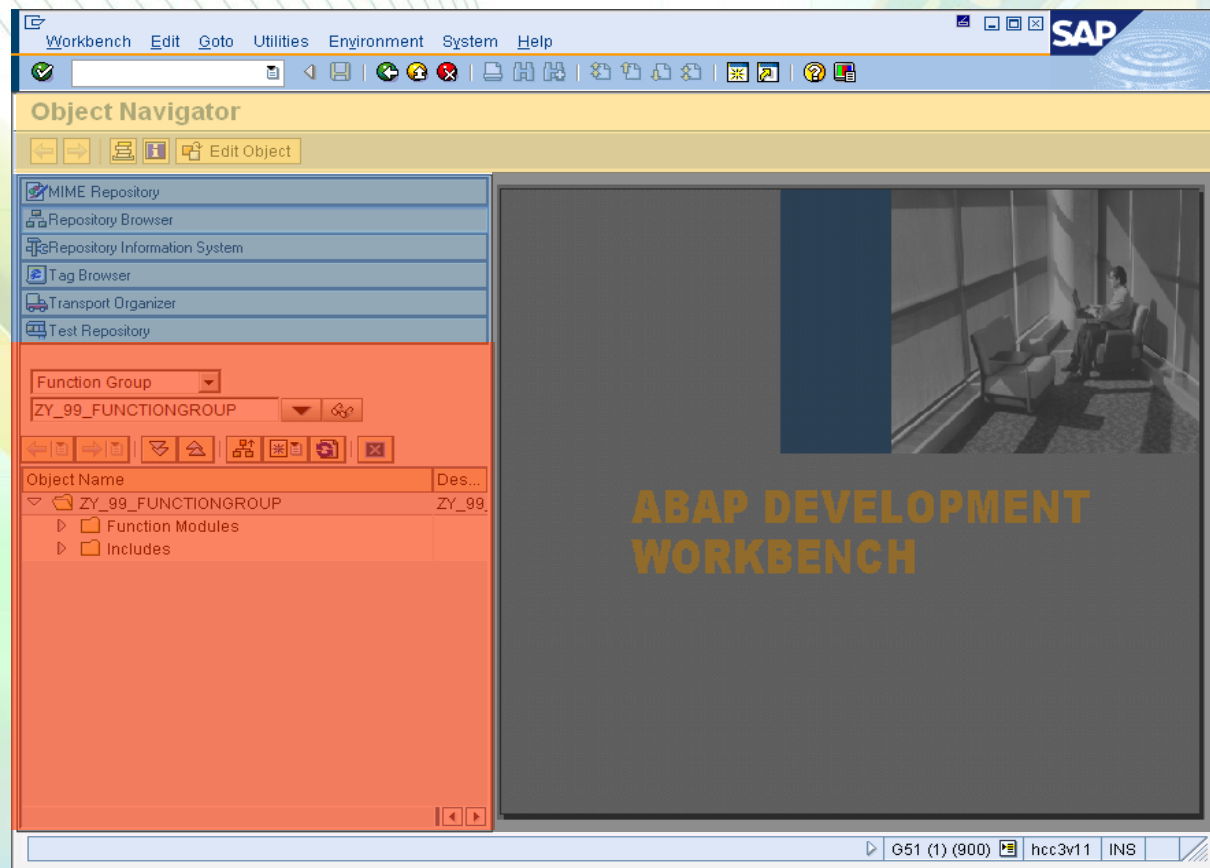 Workbench Edit Goto Utilities Environment System Help
SAP
Object Navigator
Edit Object
MIME Repository
Repository Browser
Repository Information System
Tag Browser
Transport Organizer
Test Repository
Function Group
ZY_99_FUNCTIONGROUP
Object Name Des...
ZY_99_FUNCTIONGROUP ZY_99_
Function Modules
Includes
ABAP DEVELOPMENT
WORKBENCH
G51 (1) (900) hcc3v11 INS